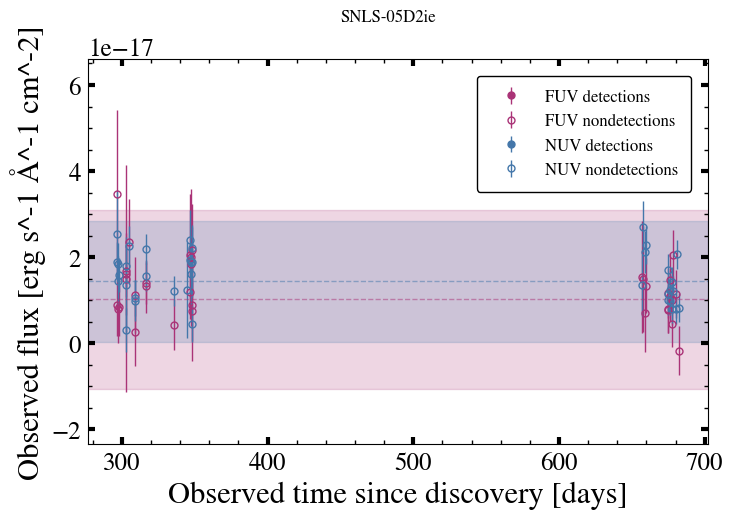 SNLS-05D2ie
1e−17
FUV detections
FUV nondetections
NUV detections
NUV nondetections
6
4
2
0
−2
Observed flux [erg s^-1 Å^-1 cm^-2]
300 400 500 600 700
Observed time since discovery [days]